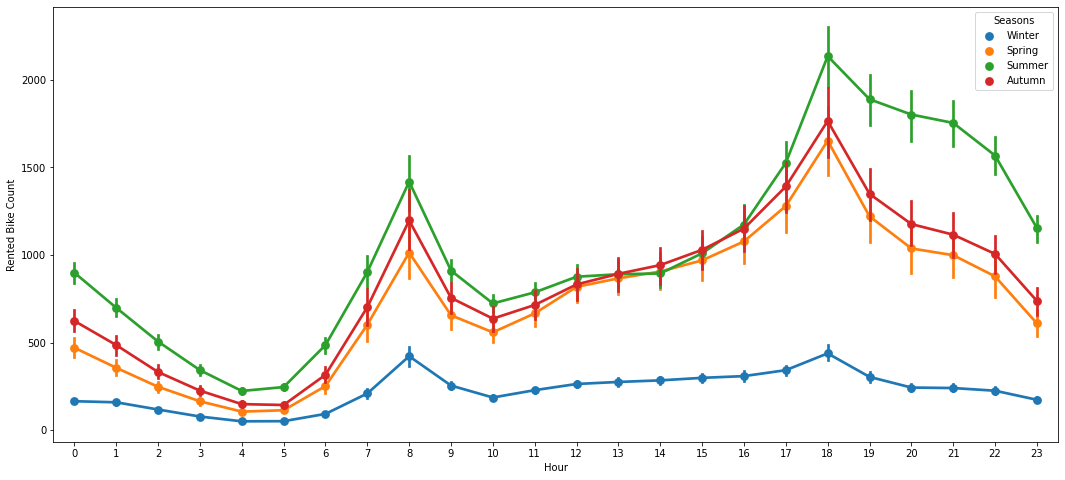 Seasons
Winter
Spring
Summer
Autumn
Rented Bike Count
2000
1500
1000
500
0
0 1 2 3 4 5 6 7 8 9 10 11 12 13 14 15 16 17 18 19 20 21 22 23
Hour